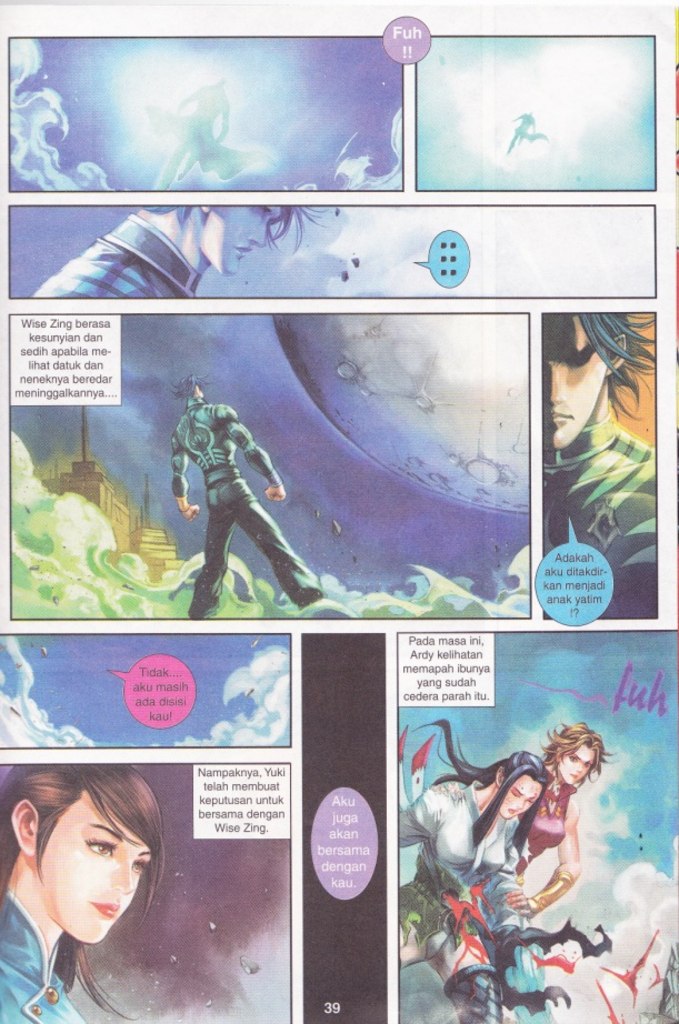 Fuh
!!
Wise Zing berasa
kesunyian dan
sedih apabila me-
lihat datuk dan
neneknya beredar
meninggalkannya....
Adakah
aku ditakdir-
kan menjadi
anak yatim
!?
Tidak....
aku masih
ada disisi
kau!
Pada masa ini,
Ardy kelihatan
memapah ibunya
yang sudah
cedera parah itu.
fuh
Nampaknya, Yuki
telah membuat
keputusan untuk
bersama dengan
Wise Zing.
Aku
juga
akan
bersama
dengan
kau.
39